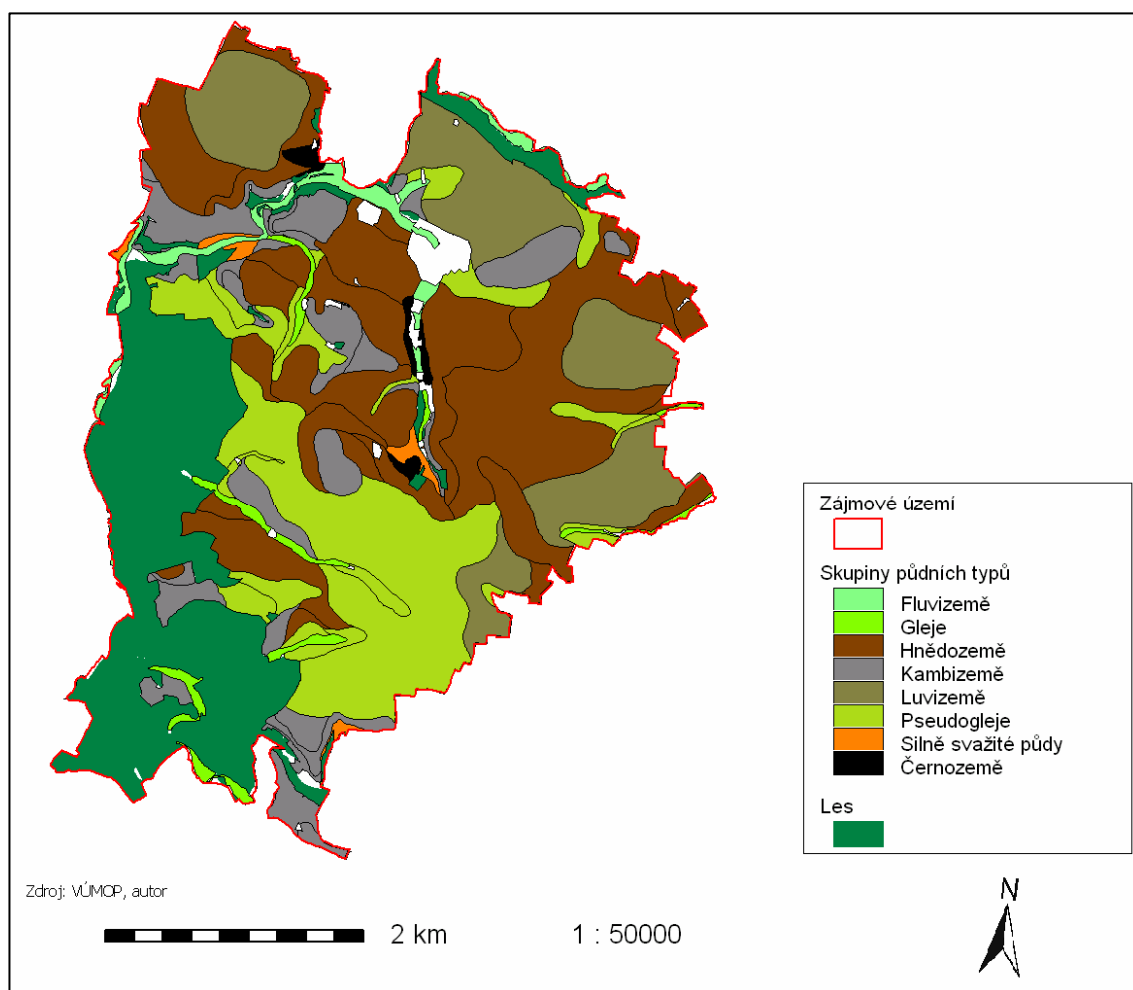 Zájmové území
Skupiny půdních typů
Fluvizemě
Gleje
Hnědozemě
Kambizemě
Luvizemě
Pseudogleje
Silně svažité půdy
Černozemě
Les
Zdroj: VÚMOP, autor
2 km
1 : 50000
N